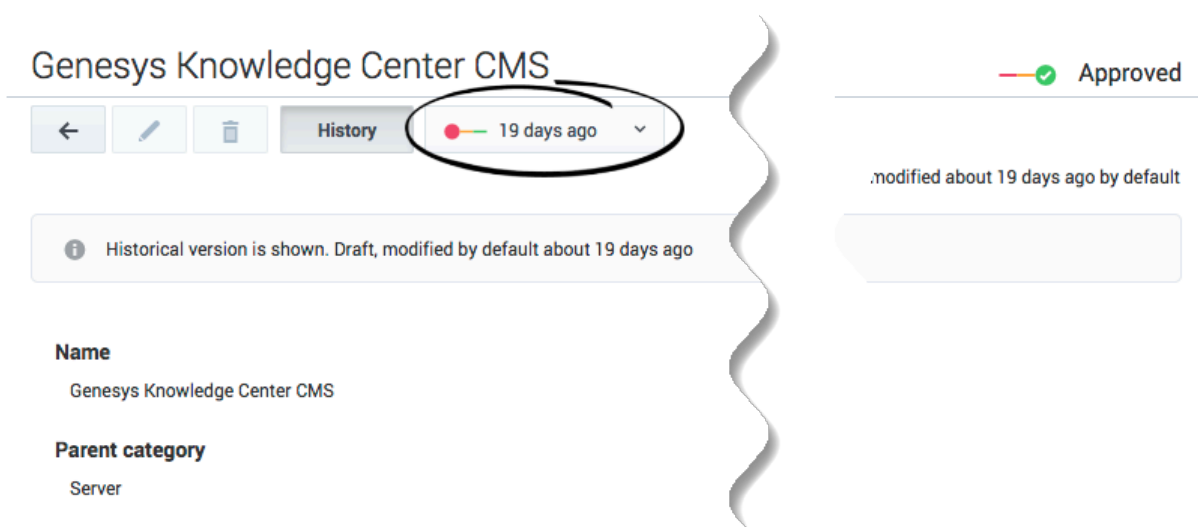 Genesys Knowledge Center CMS
Approved
History
19 days ago
modified about 19 days ago by default
Historical version is shown. Draft, modified by default about 19 days ago
Name
Genesys Knowledge Center CMS
Parent category
Server